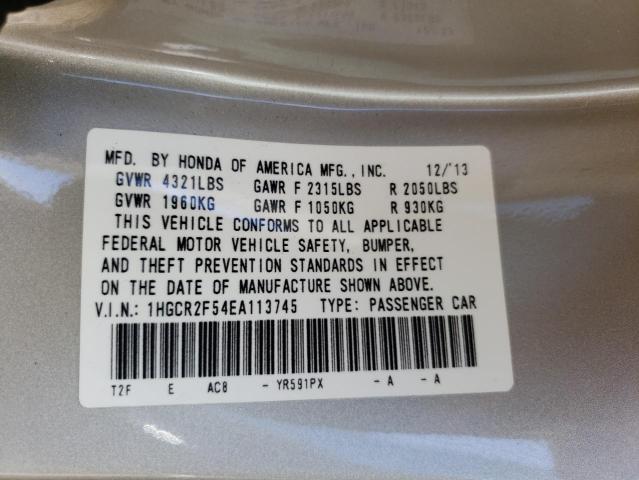 MFD. BY HONDA OF AMERICA MFG., INC. 12/'13
GVWR 4321LBS GAWR F 2315LBS R 2050LBS
GVWR 1960KG GAWR F 1050KG R 930KG
THIS VEHICLE CONFORMS TO ALL APPLICABLE
FEDERAL MOTOR VEHICLE SAFETY, BUMPER,
AND THEFT PREVENTION STANDARDS IN EFFECT
ON THE DATE OF MANUFACTURE SHOWN ABOVE.
V.I.N.: 1HGCR2F54EA113745 TYPE: PASSENGER CAR
T2F E AC8 - YR591PX - A - A